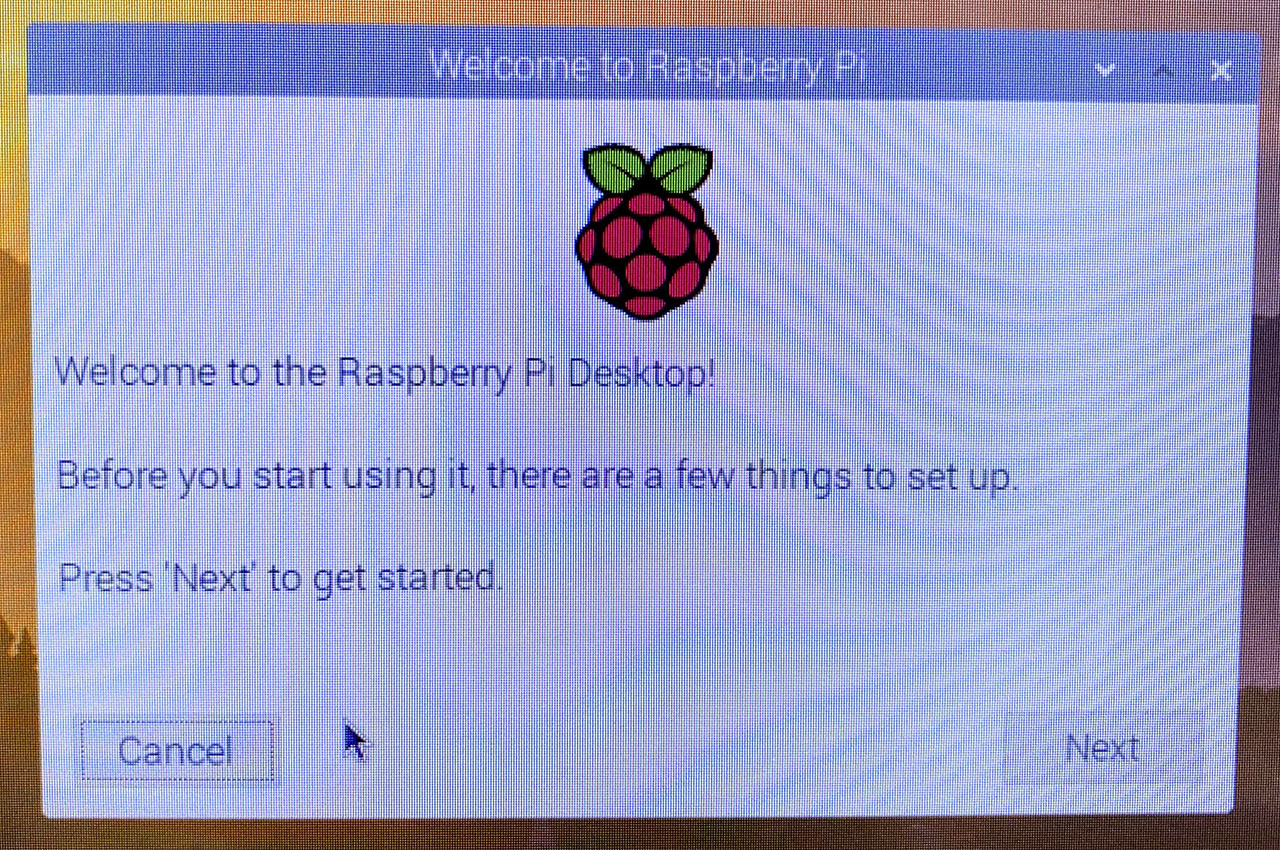 Welcome to Raspberry Pi
Welcome to the Raspberry Pi Desktop!
Before you start using it, there are a few things to set up.
Press 'Next' to get started.
Cancel
Next